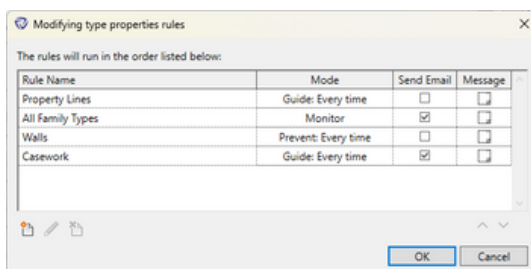 Modifying type properties rules
The rules will run in the order listed below:
Rule Name Mode Send Email Message
Property Lines Guide: Every time
All Family Types Monitor
Walls Prevent: Every time
Casework Guide: Every time
OK Cancel